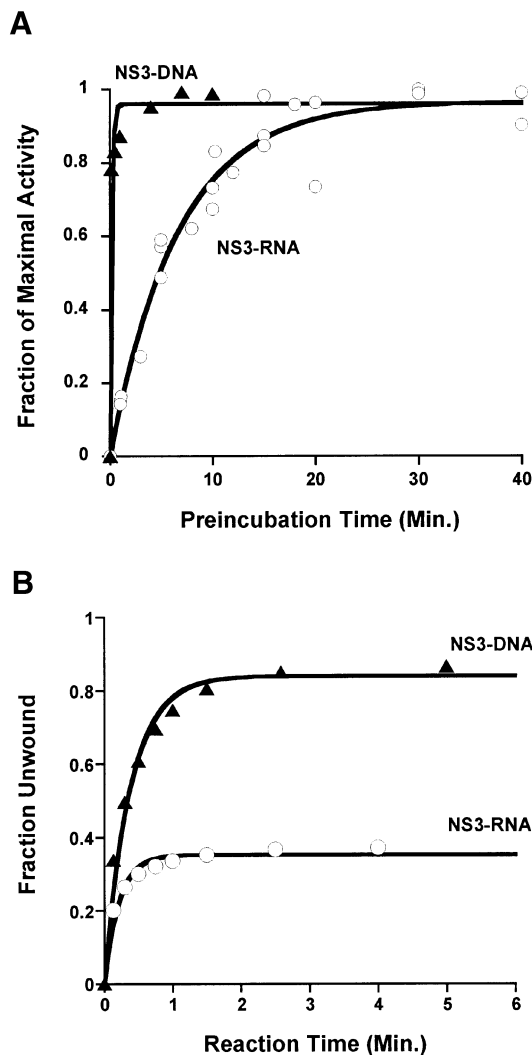 A
NS3-DNA
1
0.8
0.6
0.4
0.2
0
Fraction of Maximal Activity
NS3-RNA
0 10 20 30 40
Preincubation Time (Min.)
B
1
0.8
0.6
0.4
0.2
0
Fraction Unwound
NS3-DNA
NS3-RNA
0 1 2 3 4 5 6
Reaction Time (Min.)